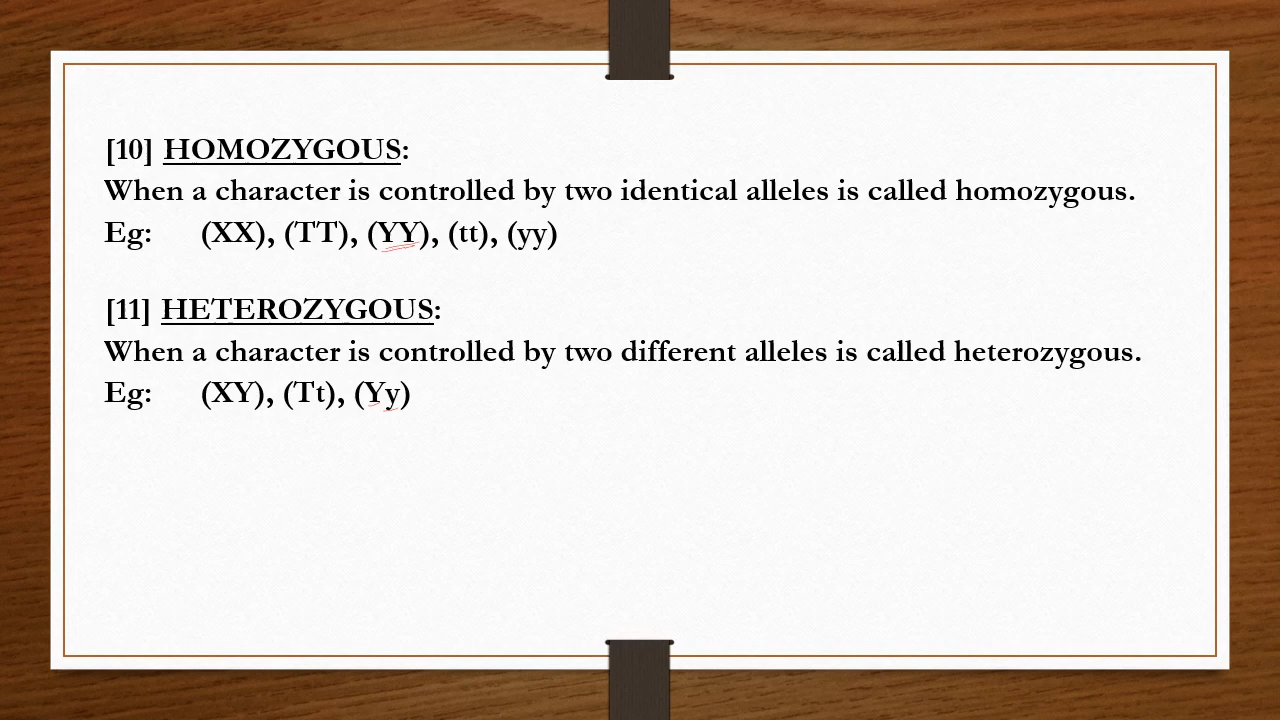 [10] HOMOZYGOUS:
When a character is controlled by two identical alleles is called homozygous.
Eg: (XX), (TT), (YY), (tt), (yy)
[11] HETEROZYGOUS:
When a character is controlled by two different alleles is called heterozygous.
Eg: (XY), (Tt), (Yy)